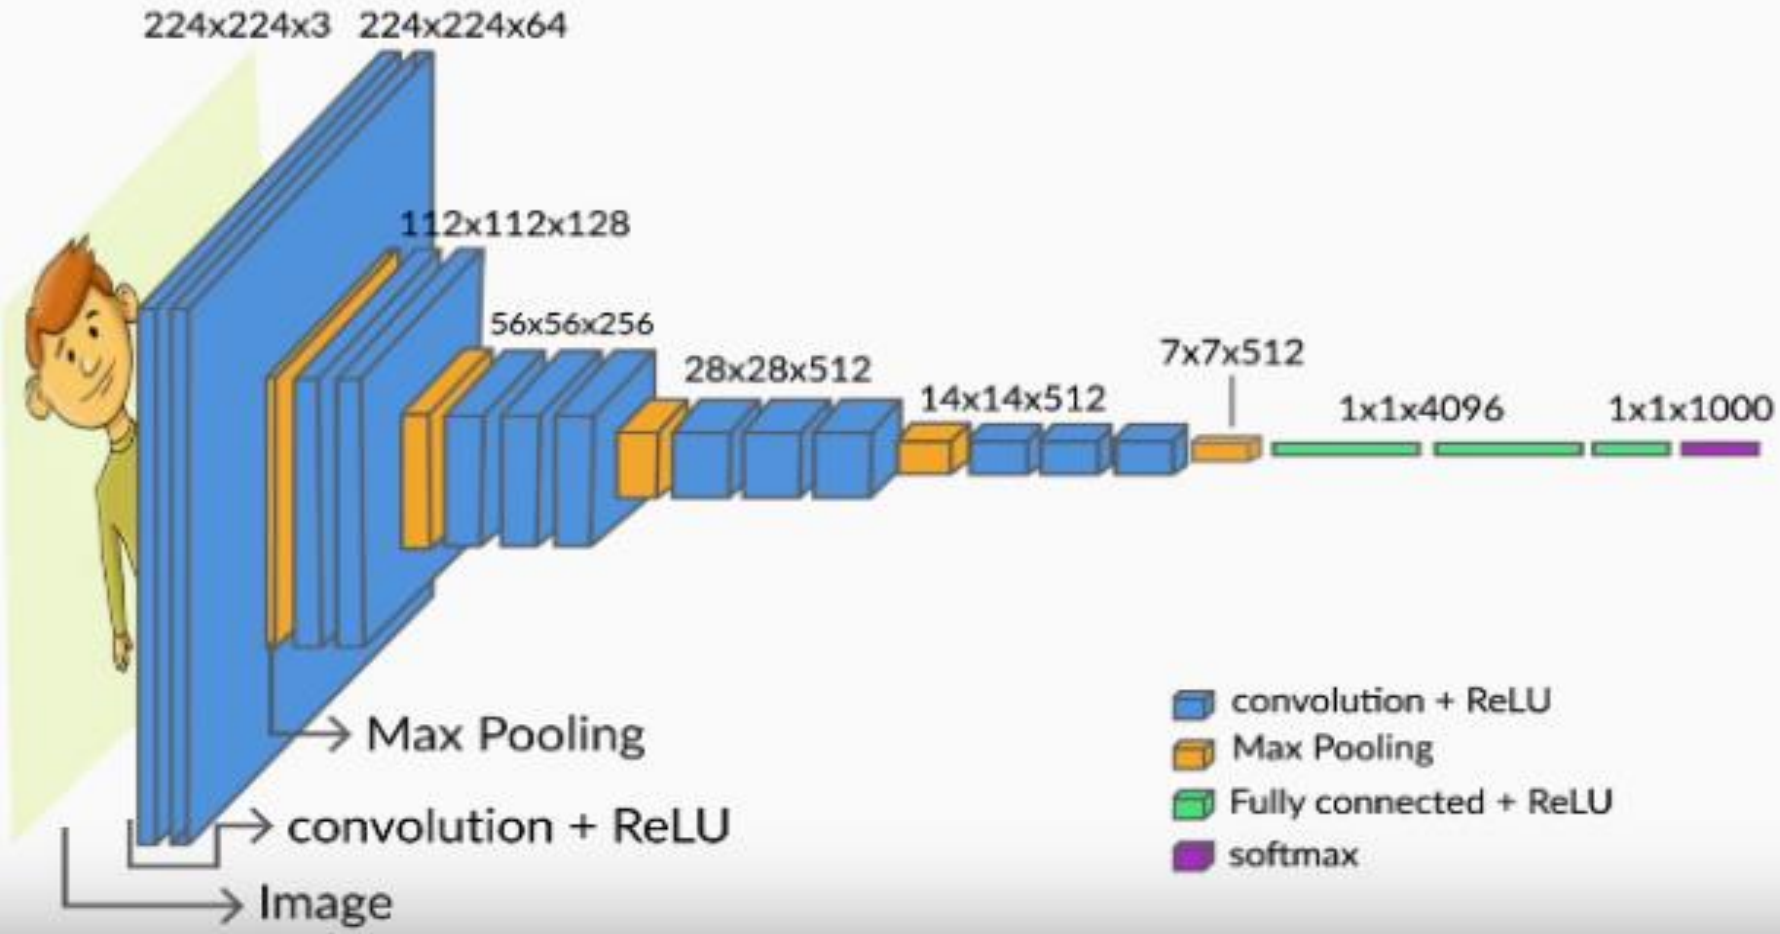 224x224x3
224x224x64
112x112x128
56x56x256
28x28x512
14x14x512
7x7x512
1x1x4096
1x1x1000
Max Pooling
convolution + ReLU
Image
convolution + ReLU
Max Pooling
Fully connected + ReLU
softmax